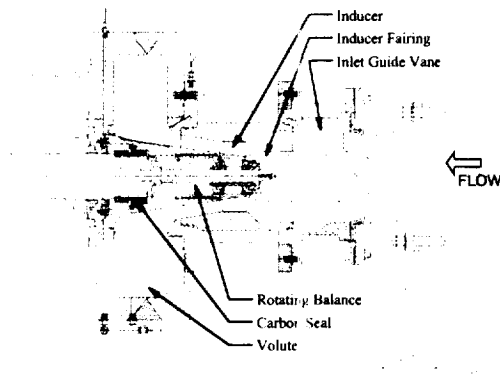 Inducer
Inducer Fairing
Inlet Guide Vane
FLOW
Rotating Balance
Carbon Seal
Volute